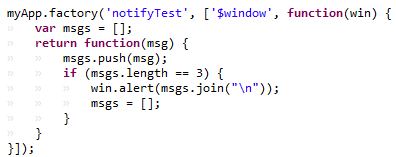 myApp.factory('notifyTest', ['$window', function(win) {
    var msgs = [];
    return function(msg) {
        msgs.push(msg);
        if (msgs.length == 3) {
            win.alert(msgs.join("\n"));
            msgs = [];
        }
    }
}]);